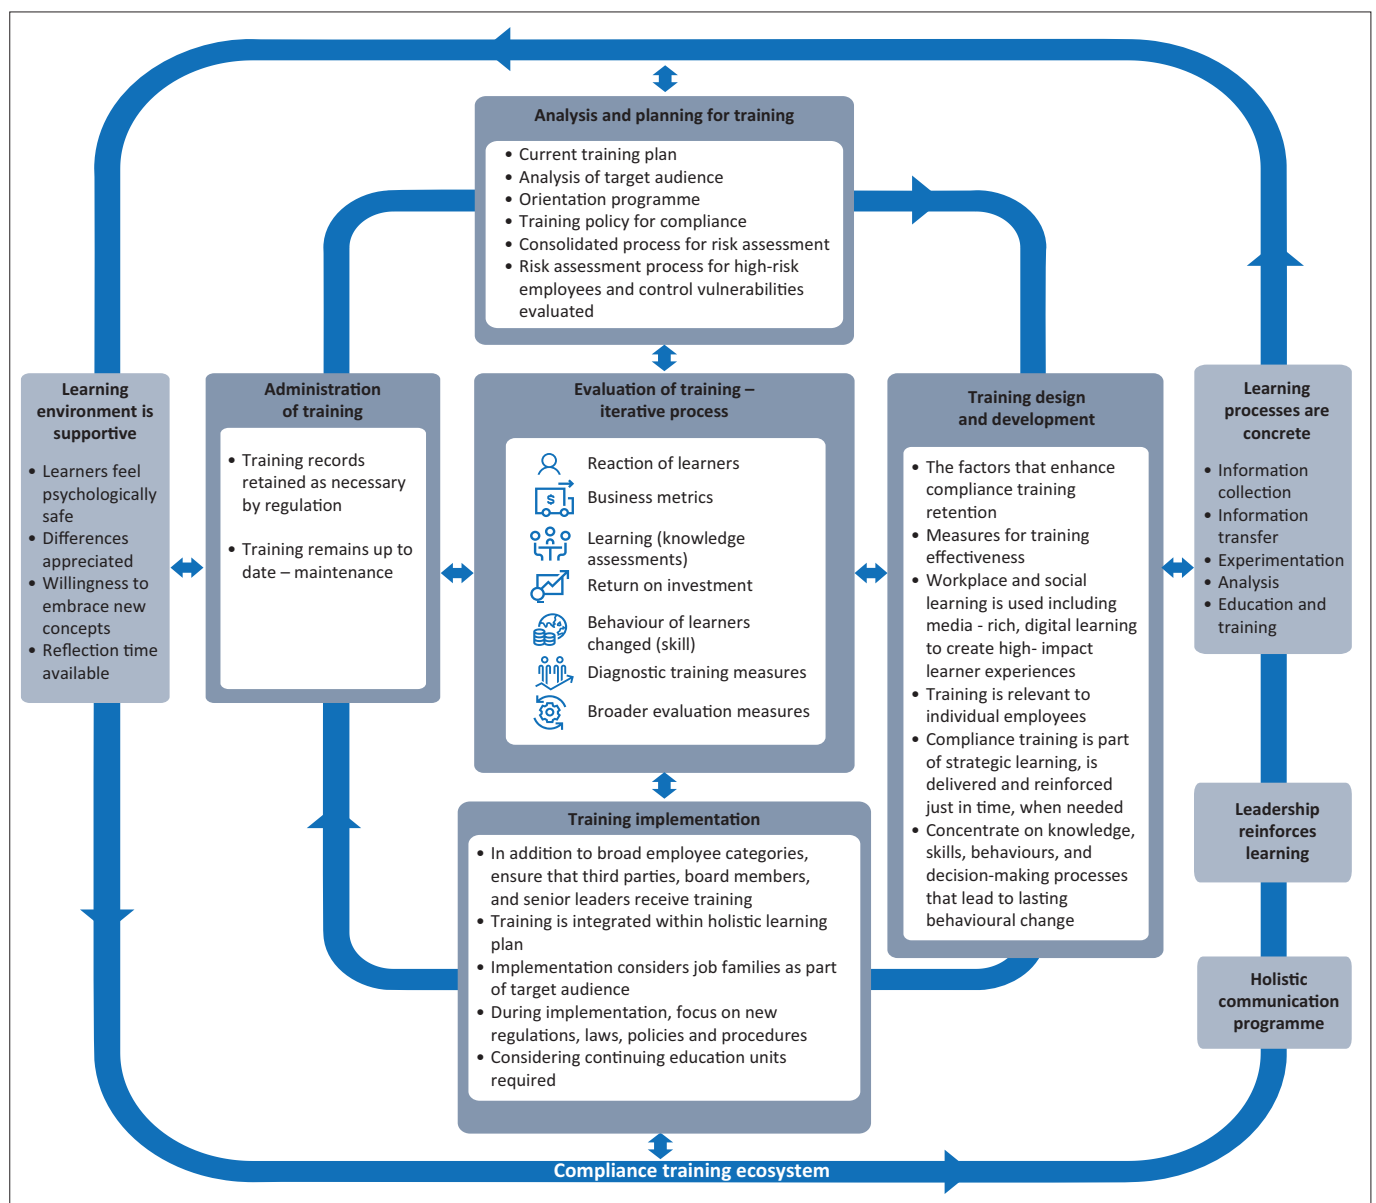 Analysis and planning for training
• Current training plan
• Analysis of target audience
• Orientation programme
• Training policy for compliance
• Consolidated process for risk assessment
• Risk assessment process for high-risk
employees and control vulnerabilities
evaluated
Learning
environment is
supportive
• Learners feel
psychologically
safe
• Differences
appreciated
• Willingness to
embrace new
concepts
• Reflection time
available
Administration
of training
• Training records
retained as necessary
by regulation
• Training remains up to
date – maintenance
Evaluation of training –
iterative process
Reaction of learners
$
Business metrics
Learning (knowledge
assessments)
Return on investment
Behaviour of learners
changed (skill)
Diagnostic training measures
Broader evaluation measures
Training design
and development
• The factors that enhance
compliance training
retention
• Measures for training
effectiveness
• Workplace and social
learning is used including
media - rich, digital learning
to create high- impact
learner experiences
• Training is relevant to
individual employees
• Compliance training is part
of strategic learning, is
delivered and reinforced
just in time, when needed
• Concentrate on knowledge,
skills, behaviours, and
decision-making processes
that lead to lasting
behavioural change
Learning
processes are
concrete
• Information
collection
• Information
transfer
• Experimentation
• Analysis
• Education and
training
Leadership
reinforces
learning
Holistic
communication
programme
Training implementation
• In addition to broad employee categories,
ensure that third parties, board members,
and senior leaders receive training
• Training is integrated within holistic learning
plan
• Implementation considers job families as part
of target audience
• During implementation, focus on new
regulations, laws, policies and procedures
• Considering continuing education units
required
Compliance training ecosystem